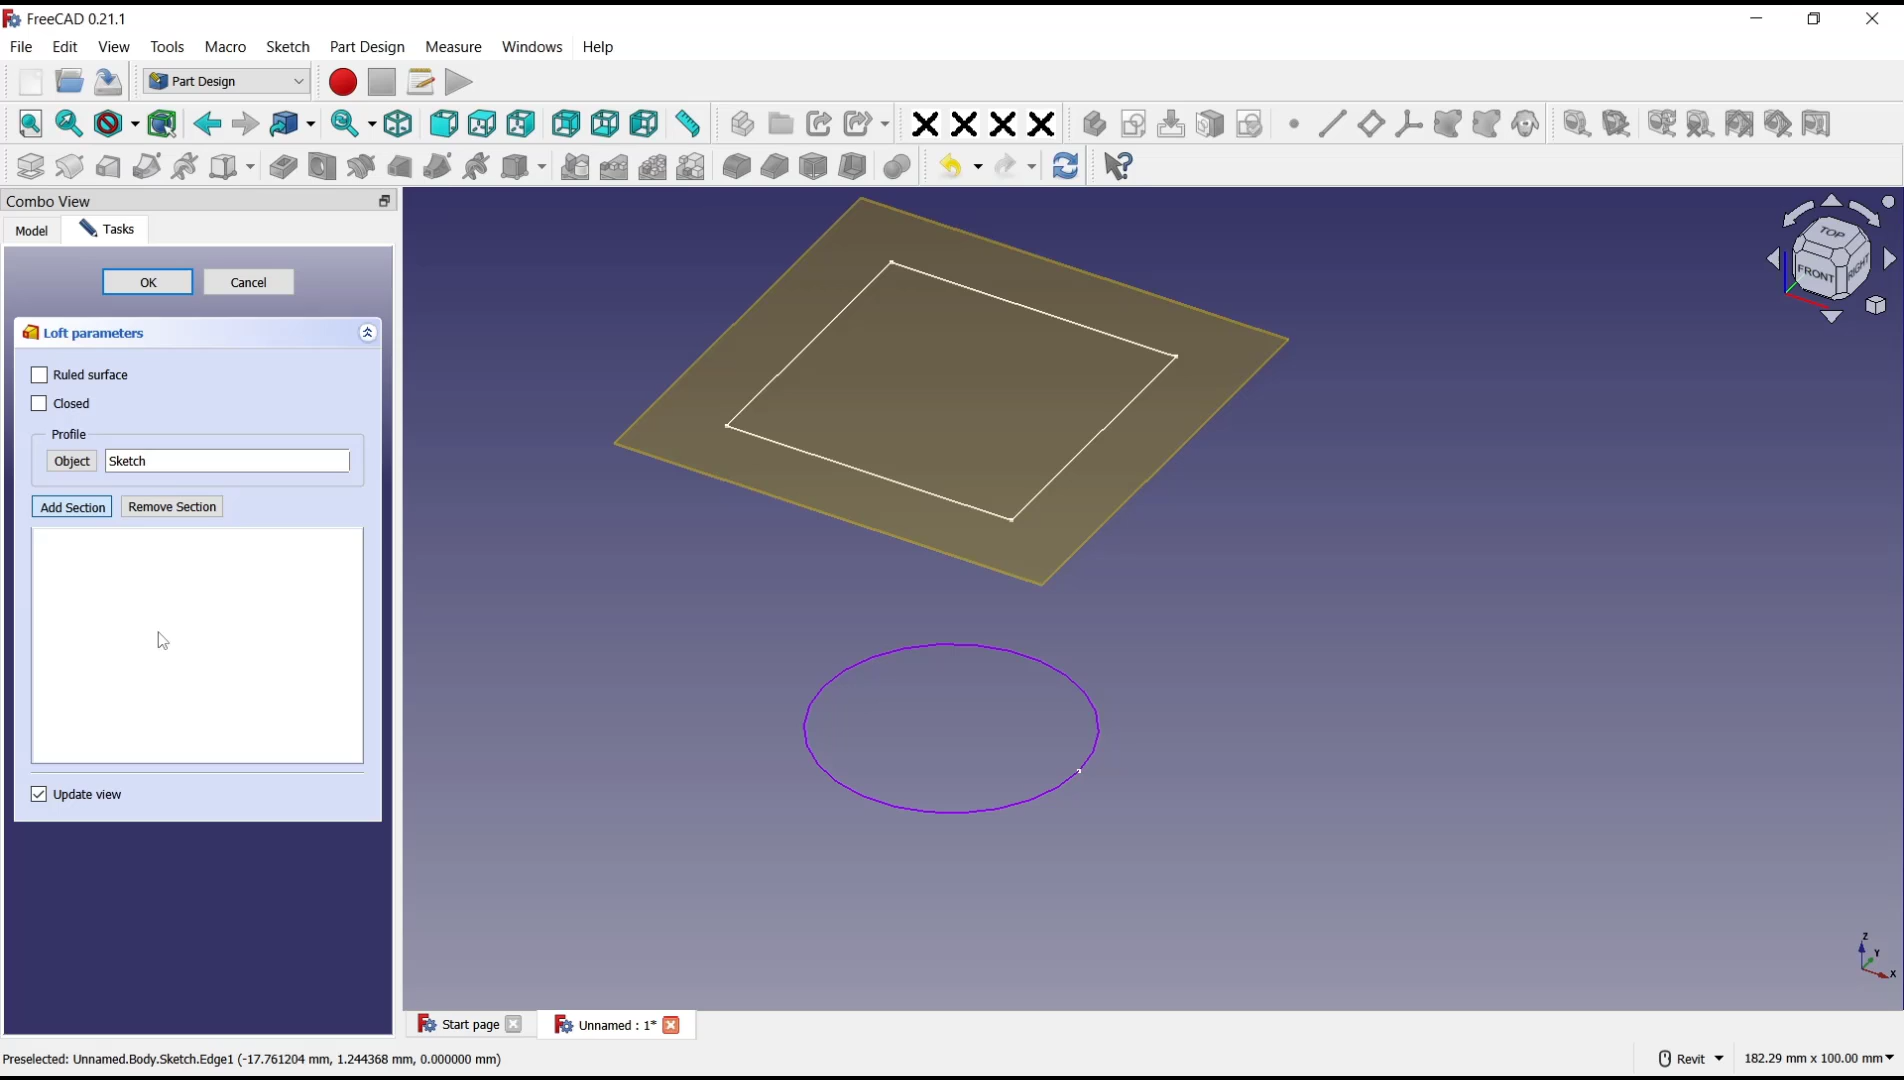 FreeCAD 0.21.1
File Edit View Tools Macro Sketch Part Design Measure Windows Help
Part Design
Combo View
Model Tasks
OK Cancel
Loft parameters
Ruled surface
Closed
Profile
Object Sketch
Add Section Remove Section
Update view
TOP
FRONT RIGHT
Z
Y
X
Start page Unnamed : 1*
Preselected: Unnamed.Body.Sketch.Edge1 (-17.761204 mm, 1.244368 mm, 0.000000 mm)
Revit 182.29 mm x 100.00 mm